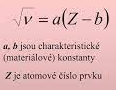 √ν = a(Z − b)
a, b jsou charakteristické
(materiálové) konstanty
Z je atomové číslo prvku